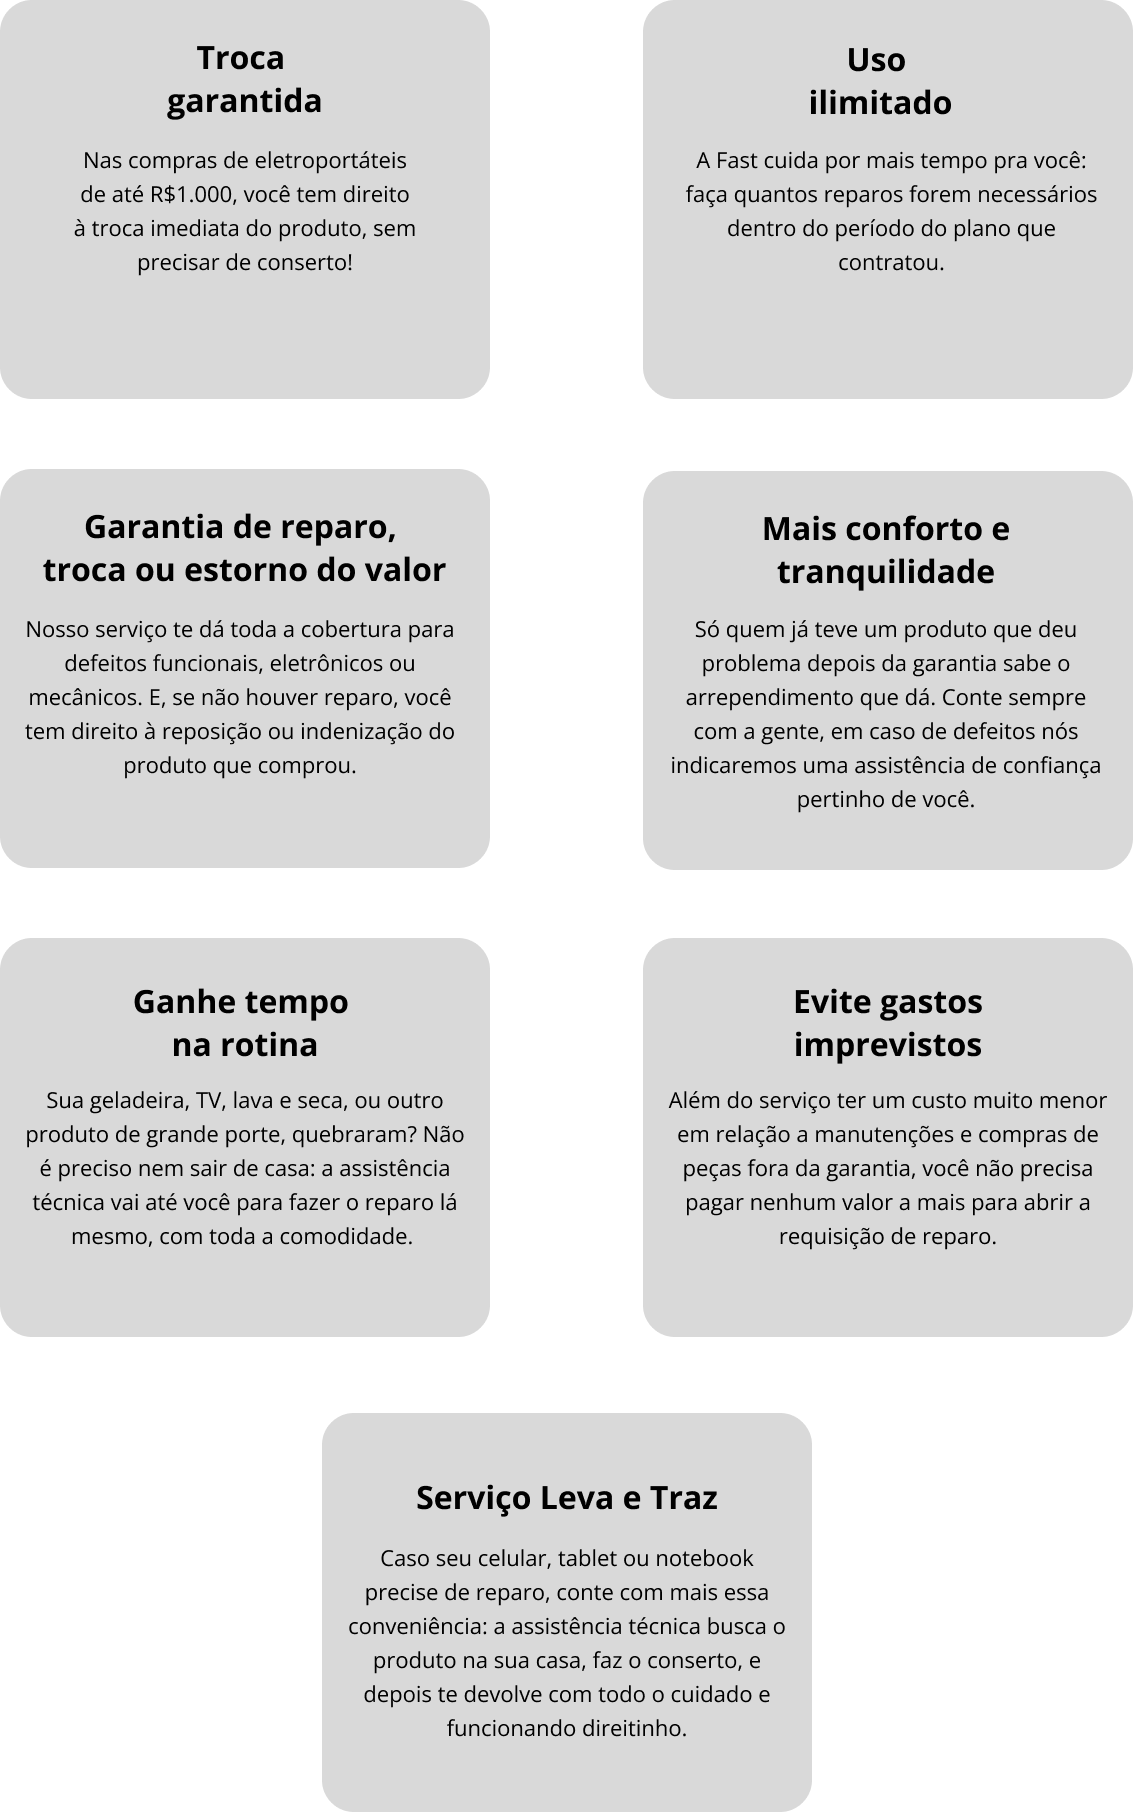 Troca
garantida
Nas compras de eletroportáteis
de até R$1.000, você tem direito
à troca imediata do produto, sem
precisar de conserto!
Uso
ilimitado
A Fast cuida por mais tempo pra você:
faça quantos reparos forem necessários
dentro do período do plano que
contratou.
Garantia de reparo,
troca ou estorno do valor
Nosso serviço te dá toda a cobertura para
defeitos funcionais, eletrônicos ou
mecânicos. E, se não houver reparo, você
tem direito à reposição ou indenização do
produto que comprou.
Mais conforto e
tranquilidade
Só quem já teve um produto que deu
problema depois da garantia sabe o
arrependimento que dá. Conte sempre
com a gente, em caso de defeitos nós
indicaremos uma assistência de confiança
pertinho de você.
Ganhe tempo
na rotina
Sua geladeira, TV, lava e seca, ou outro
produto de grande porte, quebraram? Não
é preciso nem sair de casa: a assistência
técnica vai até você para fazer o reparo lá
mesmo, com toda a comodidade.
Evite gastos
imprevistos
Além do serviço ter um custo muito menor
em relação a manutenções e compras de
peças fora da garantia, você não precisa
pagar nenhum valor a mais para abrir a
requisição de reparo.
Serviço Leva e Traz
Caso seu celular, tablet ou notebook
precise de reparo, conte com mais essa
conveniência: a assistência técnica busca o
produto na sua casa, faz o conserto, e
depois te devolve com todo o cuidado e
funcionando direitinho.